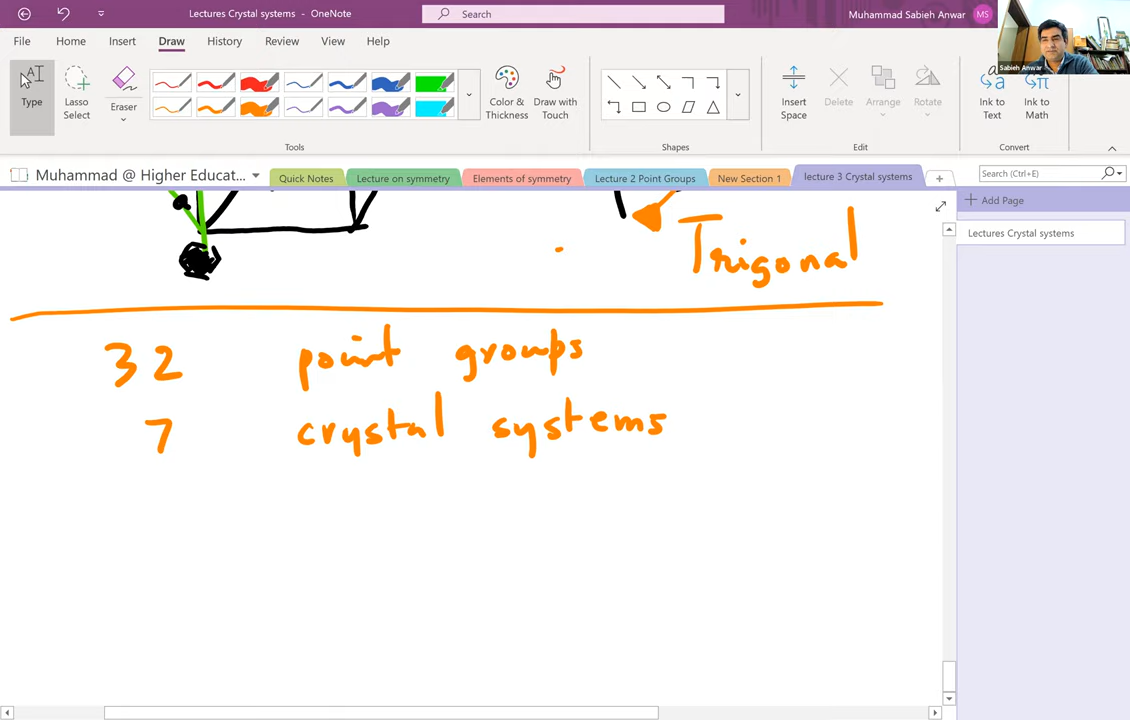 Lectures Crystal systems - OneNote
Search
Muhammad Sabieh Anwar MS
Sabieh Anwar
File Home Insert Draw History Review View Help
Type
Lasso Select
Eraser
Color & Thickness
Draw with Touch
Insert Space
Delete
Arrange
Rotate
Ink to Text
Ink to Math
Tools
Shapes
Edit
Convert
Muhammad @ Higher Educat...
Quick Notes
Lecture on symmetry
Elements of symmetry
Lecture 2 Point Groups
New Section 1
lecture 3 Crystal systems
Search (Ctrl+E)
Add Page
Lectures Crystal systems
Trigonal
32 point groups
7 crystal systems